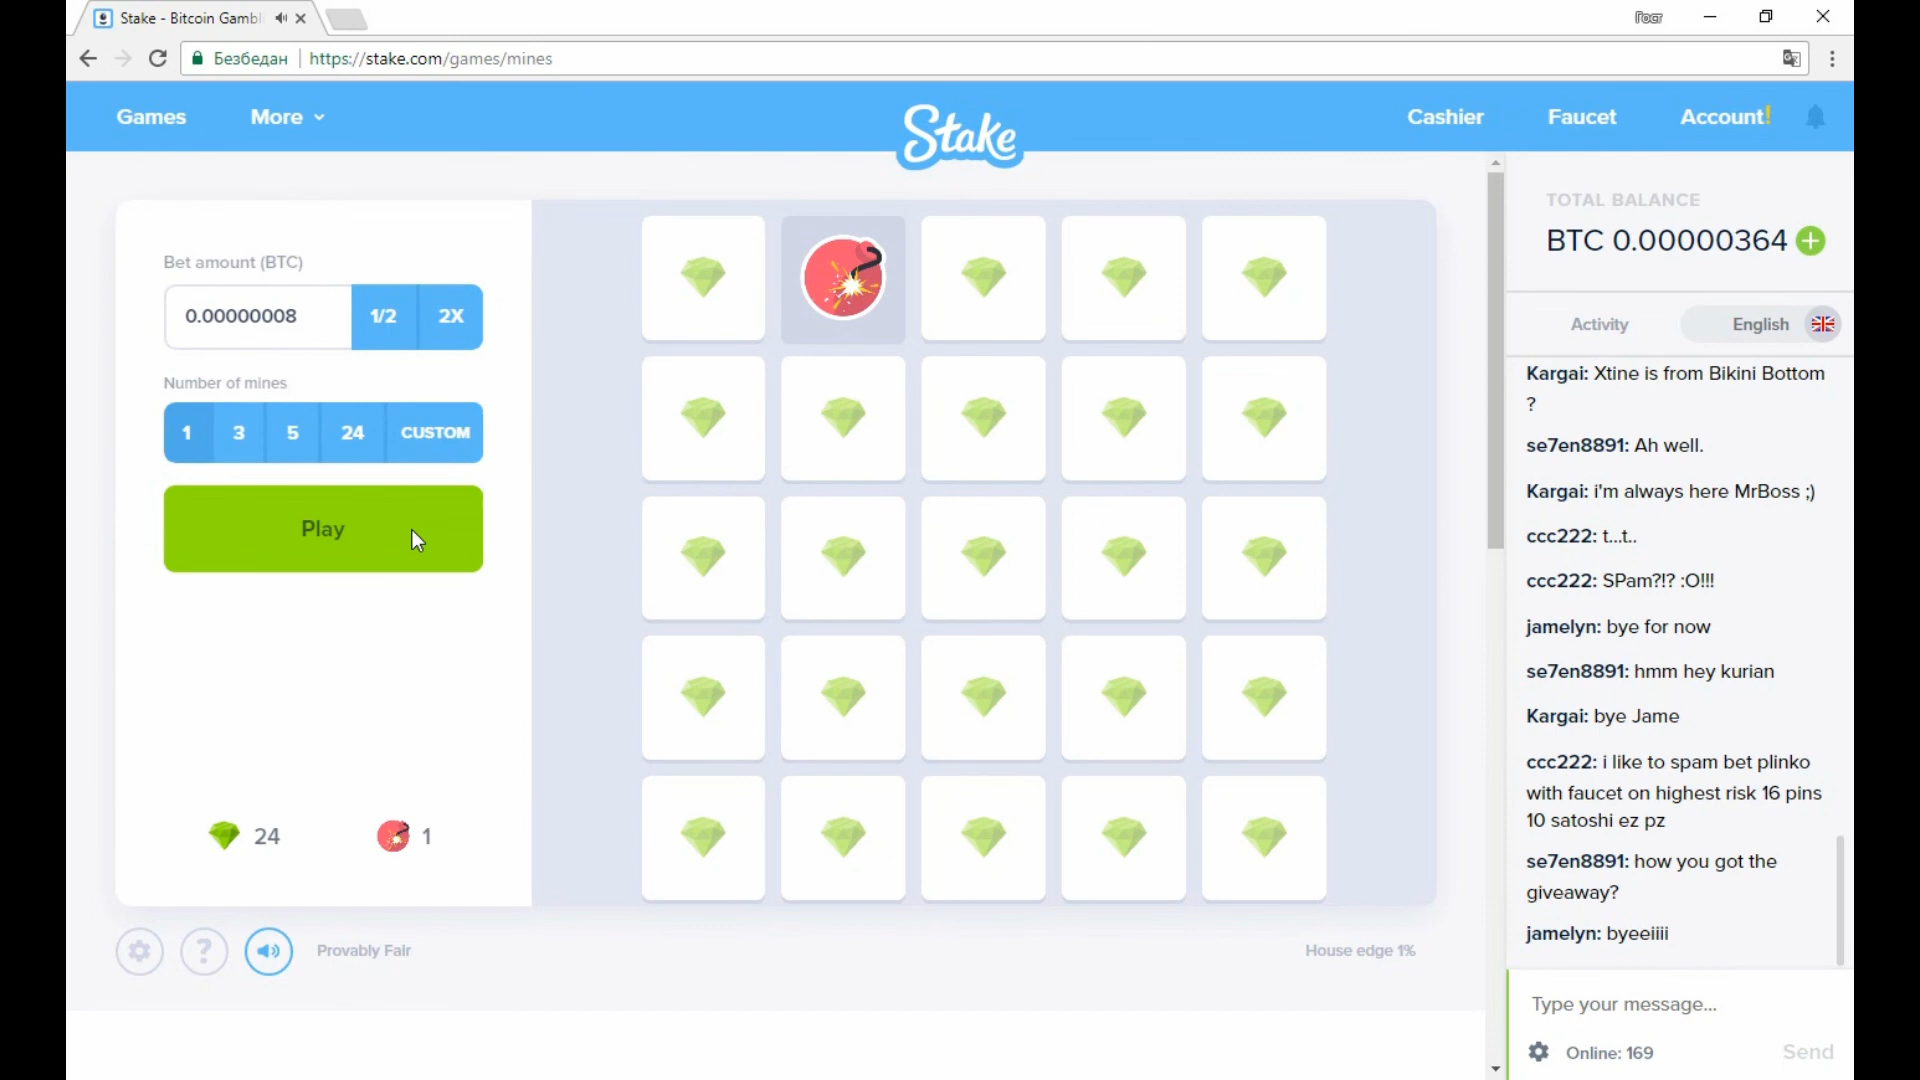 Stake - Bitcoin Gambl
Гост
Безбедан
https://stake.com/games/mines
Games
More
Stake
Cashier
Faucet
Account!
Bet amount (BTC)
0.00000008
1/2
2X
Number of mines
1
3
5
24
CUSTOM
Play
24
1
Provably Fair
House edge 1%
TOTAL BALANCE
BTC 0.00000364
Activity
English
Kargai: Xtine is from Bikini Bottom
?
se7en8891: Ah well.
Kargai: i'm always here MrBoss ;)
ccc222: t...t..
ccc222: SPam?!? :O!!!
jamelyn: bye for now
se7en8891: hmm hey kurian
Kargai: bye Jame
ccc222: i like to spam bet plinko
with faucet on highest risk 16 pins
10 satoshi ez pz
se7en8891: how you got the
giveaway?
jamelyn: byeeiiii
Type your message...
Online: 169
Send